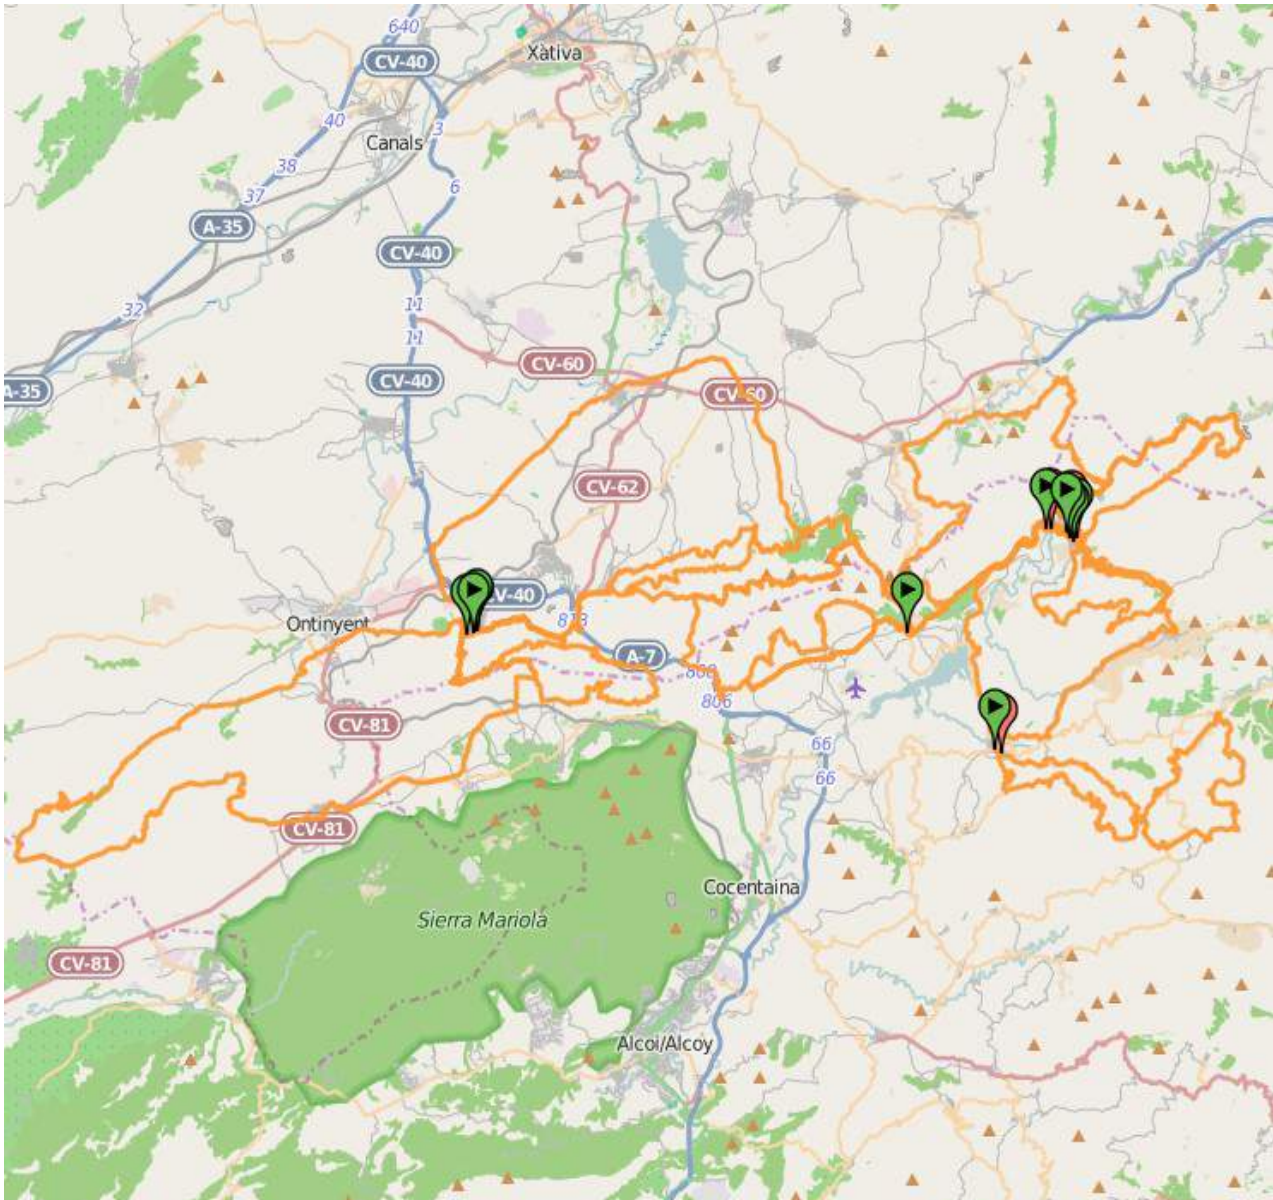 640
Xàtiva
CV-40
40
3
Canals
38
6
37
A-35
CV-40
32
11
11
CV-60
CV-40
A-35
CV-60
CV-62
CV-40
813
Ontinyent
A-7
860
806
CV-81
66
66
CV-81
Cocentaina
Sierra Mariola
CV-81
Alcoi/Alcoy